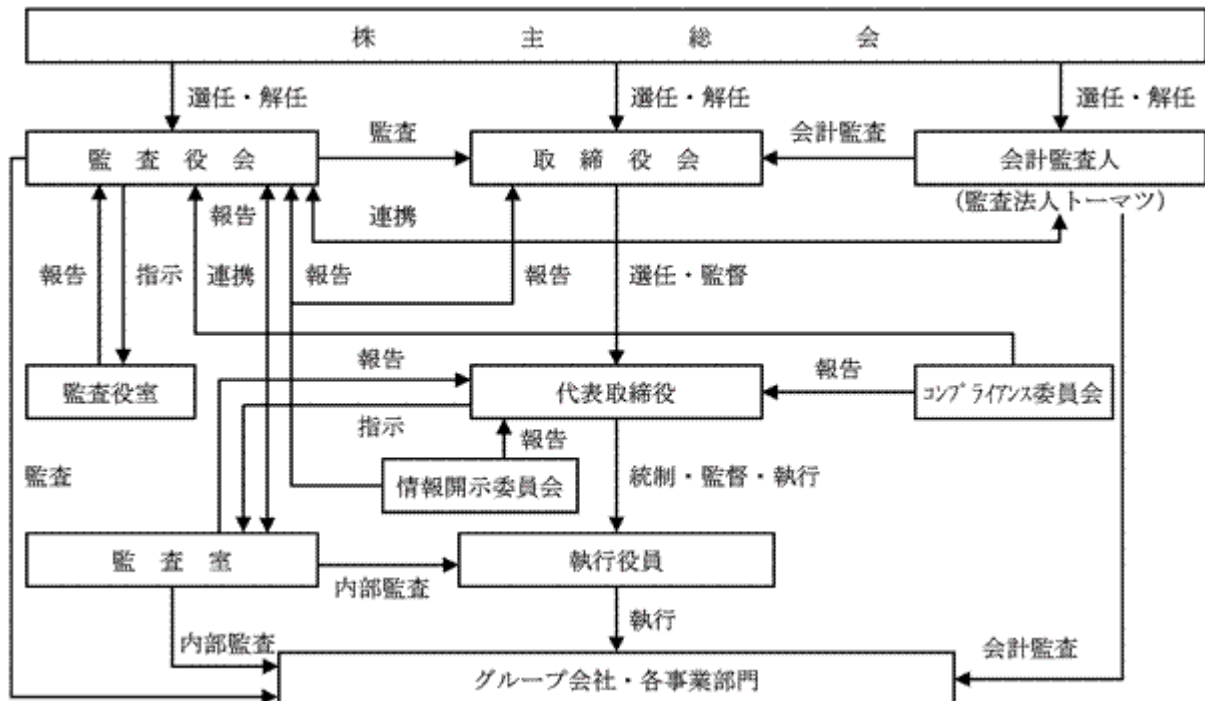 株主総会
選任・解任
選任・解任
選任・解任
監査役会
監査
取締役会
会計監査
会計監査人
(監査法人トーマツ)
報告
連携
報告
指示
連携
報告
報告
選任・監督
監査役室
報告
代表取締役
報告
コンプライアンス委員会
指示
報告
監査
情報開示委員会
統制・監督・執行
監査室
内部監査
執行役員
内部監査
執行
会計監査
グループ会社・各事業部門